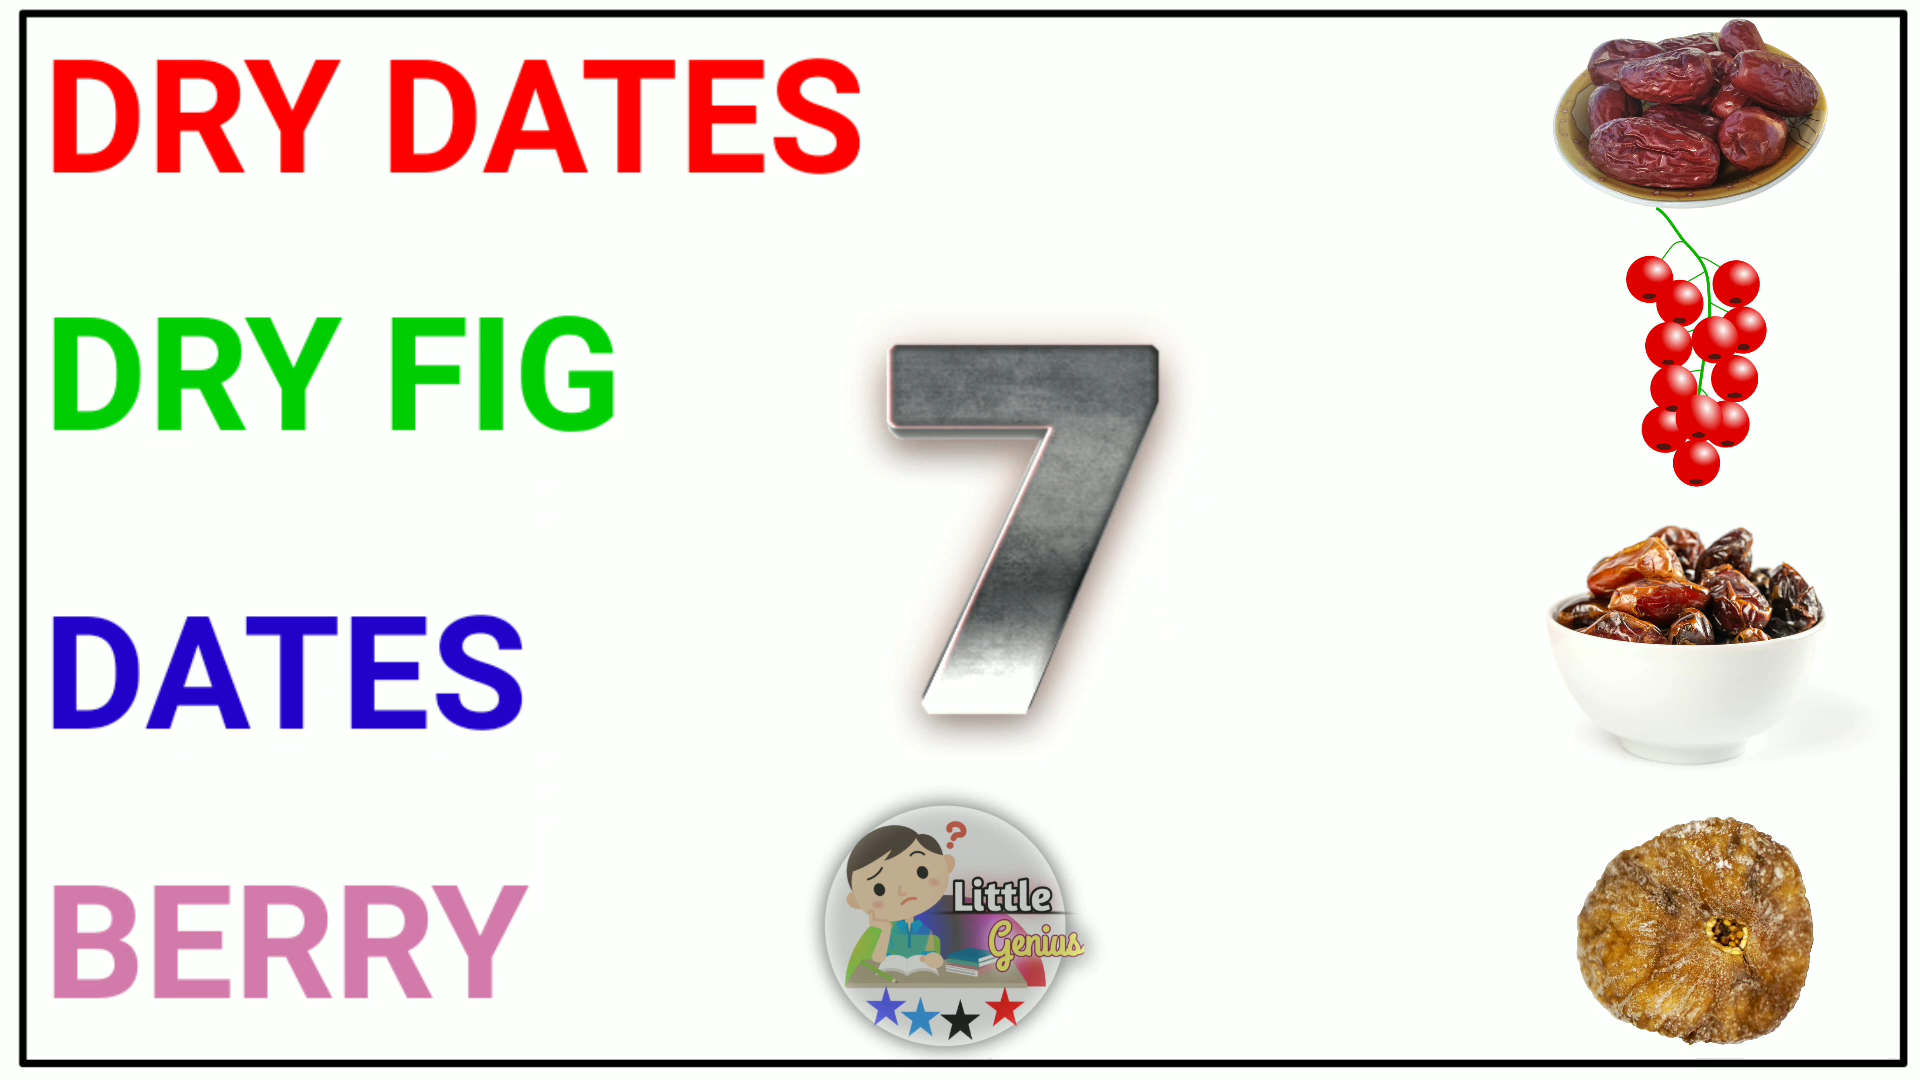 DRY DATES
DRY FIG
7
DATES
BERRY
?
Little
Genius